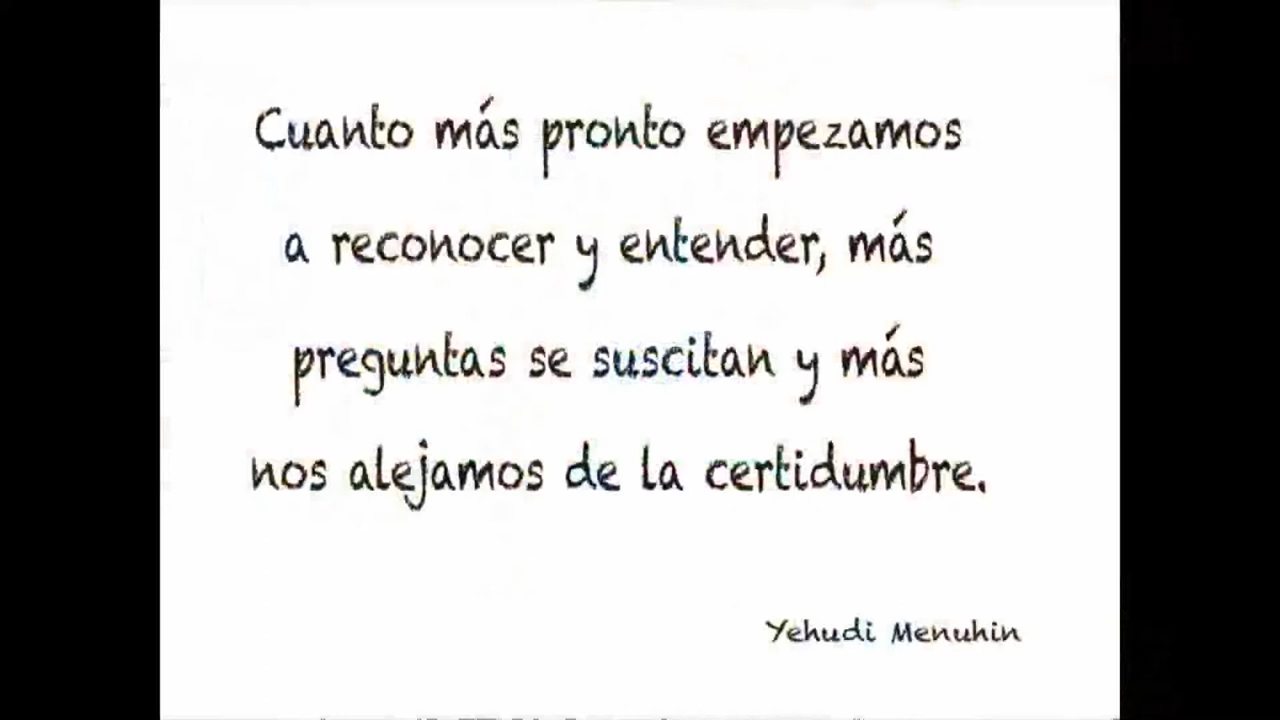 Cuanto más pronto empezamos
a reconocer y entender, más
preguntas se suscitan y más
nos alejamos de la certidumbre.
Yehudi Menuhin